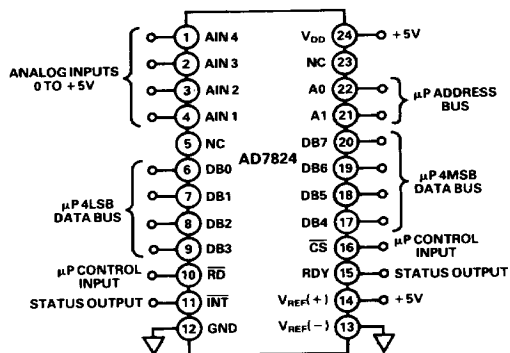 1 AIN 4
2 AIN 3
3 AIN 2
4 AIN 1
5 NC
6 DB0
7 DB1
8 DB2
9 DB3
10 RD
11 INT
12 GND
ANALOG INPUTS
0 TO +5V
µP 4LSB
DATA BUS
µP CONTROL
INPUT
STATUS OUTPUT
AD7824
VDD 24 +5V
NC 23
A0 22
A1 21
DB7 20
DB6 19
DB5 18
DB4 17
CS 16
RDY 15 STATUS OUTPUT
VREF(+) 14 +5V
VREF(−) 13
µP ADDRESS
BUS
µP 4MSB
DATA BUS
µP CONTROL
INPUT